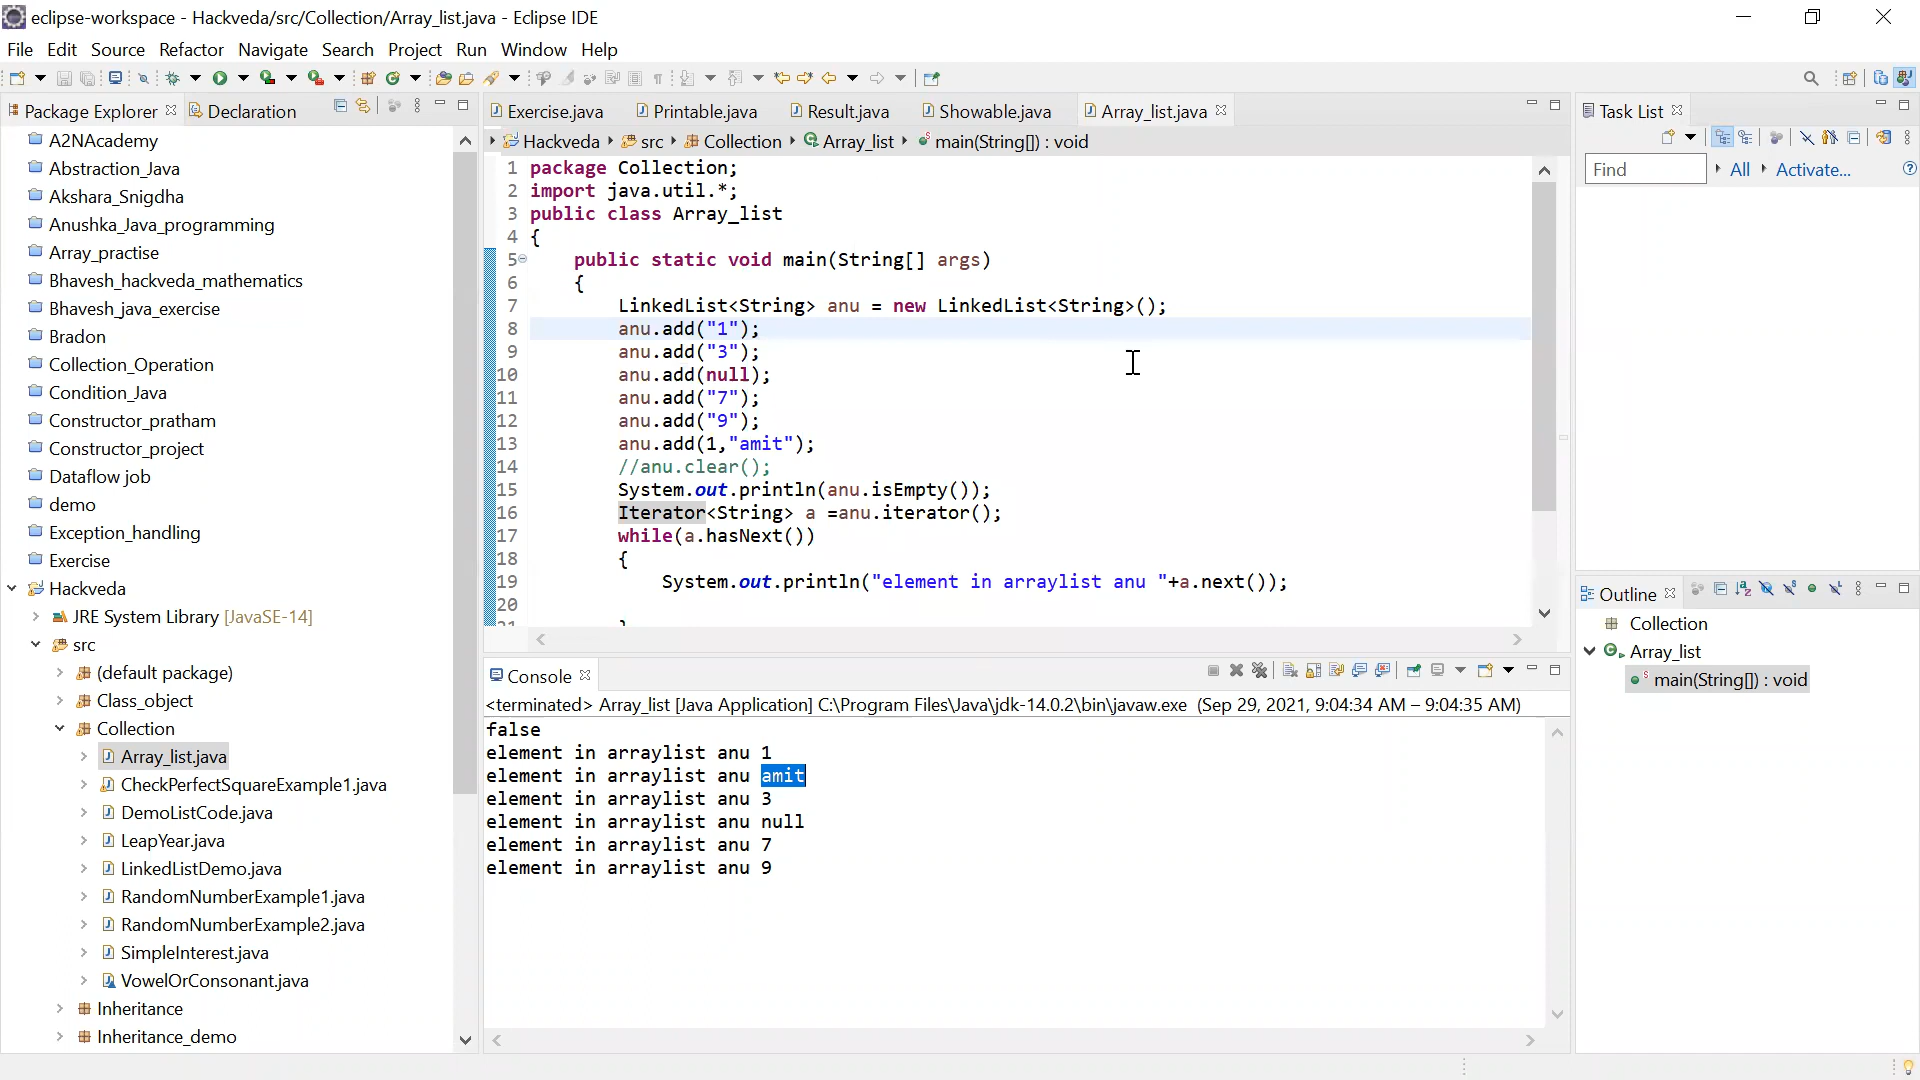 eclipse-workspace - Hackveda/src/Collection/Array_list.java - Eclipse IDE
File Edit Source Refactor Navigate Search Project Run Window Help
Package Explorer Declaration
A2NAcademy
Abstraction_Java
Akshara_Snigdha
Anushka_Java_programming
Array_practise
Bhavesh_hackveda_mathematics
Bhavesh_java_exercise
Bradon
Collection_Operation
Condition_Java
Constructor_pratham
Constructor_project
Dataflow job
demo
Exception_handling
Exercise
Hackveda
JRE System Library [JavaSE-14]
src
(default package)
Class_object
Collection
Array_list.java
CheckPerfectSquareExample1.java
DemoListCode.java
LeapYear.java
LinkedListDemo.java
RandomNumberExample1.java
RandomNumberExample2.java
SimpleInterest.java
VowelOrConsonant.java
Inheritance
Inheritance_demo
Exercise.java Printable.java Result.java Showable.java Array_list.java
Hackveda src Collection Array_list main(String[]) : void
1 package Collection;
2 import java.util.*;
3 public class Array_list
4 {
5 public static void main(String[] args)
6 {
7 LinkedList<String> anu = new LinkedList<String>();
8 anu.add("1");
9 anu.add("3");
10 anu.add(null);
11 anu.add("7");
12 anu.add("9");
13 anu.add(1,"amit");
14 //anu.clear();
15 System.out.println(anu.isEmpty());
16 Iterator<String> a =anu.iterator();
17 while(a.hasNext())
18 {
19 System.out.println("element in arraylist anu "+a.next());
20
Console
<terminated> Array_list [Java Application] C:\Program Files\Java\jdk-14.0.2\bin\javaw.exe (Sep 29, 2021, 9:04:34 AM – 9:04:35 AM)
false
element in arraylist anu 1
element in arraylist anu amit
element in arraylist anu 3
element in arraylist anu null
element in arraylist anu 7
element in arraylist anu 9
Task List
Find All Activate...
Outline
Collection
Array_list
main(String[]) : void